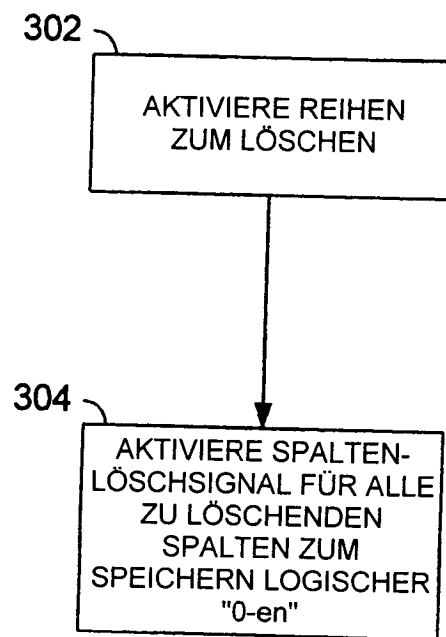 302
AKTIVIERE REIHEN
ZUM LÖSCHEN
304
AKTIVIERE SPALTEN-
LÖSCHSIGNAL FÜR ALLE
ZU LÖSCHENDEN
SPALTEN ZUM
SPEICHERN LOGISCHER
"0-en"